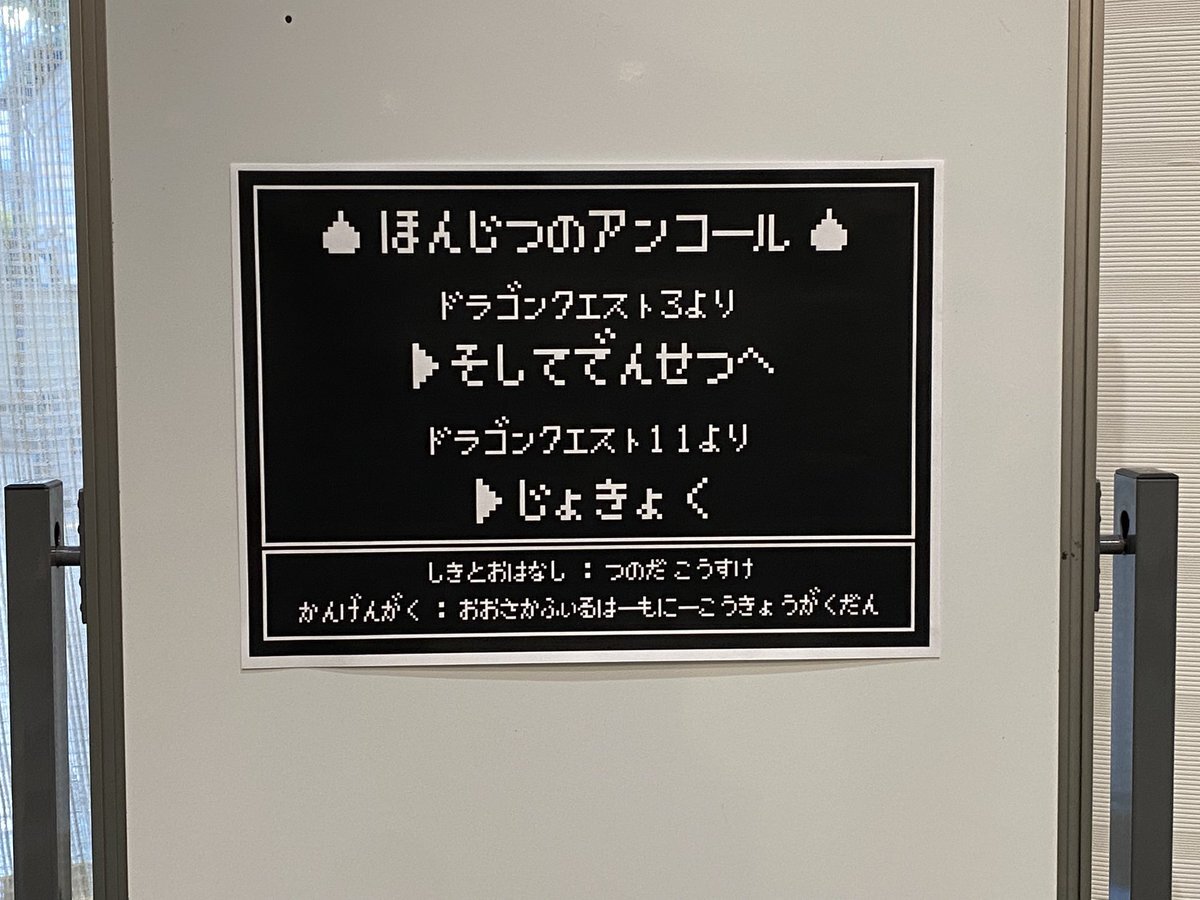 ほんじつのアンコール
ドラゴンクエスト3より
▶そしてでんせつへ
ドラゴンクエスト11より
▶じょきょく
しきとおはなし：つのだ こうすけ
かんげんがく：おおさかふぃるはーもにーこうきょうがくだん